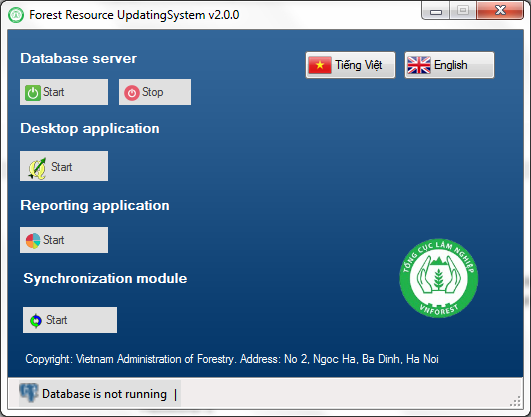 Forest Resource UpdatingSystem v2.0.0
Database server
Tiếng Việt
English
Start
Stop
Desktop application
Start
Reporting application
Start
Synchronization module
Start
TỔNG CỤC LÂM NGHIỆP
VNFOREST
Copyright: Vietnam Administration of Forestry. Address: No 2, Ngoc Ha, Ba Dinh, Ha Noi
Database is not running |